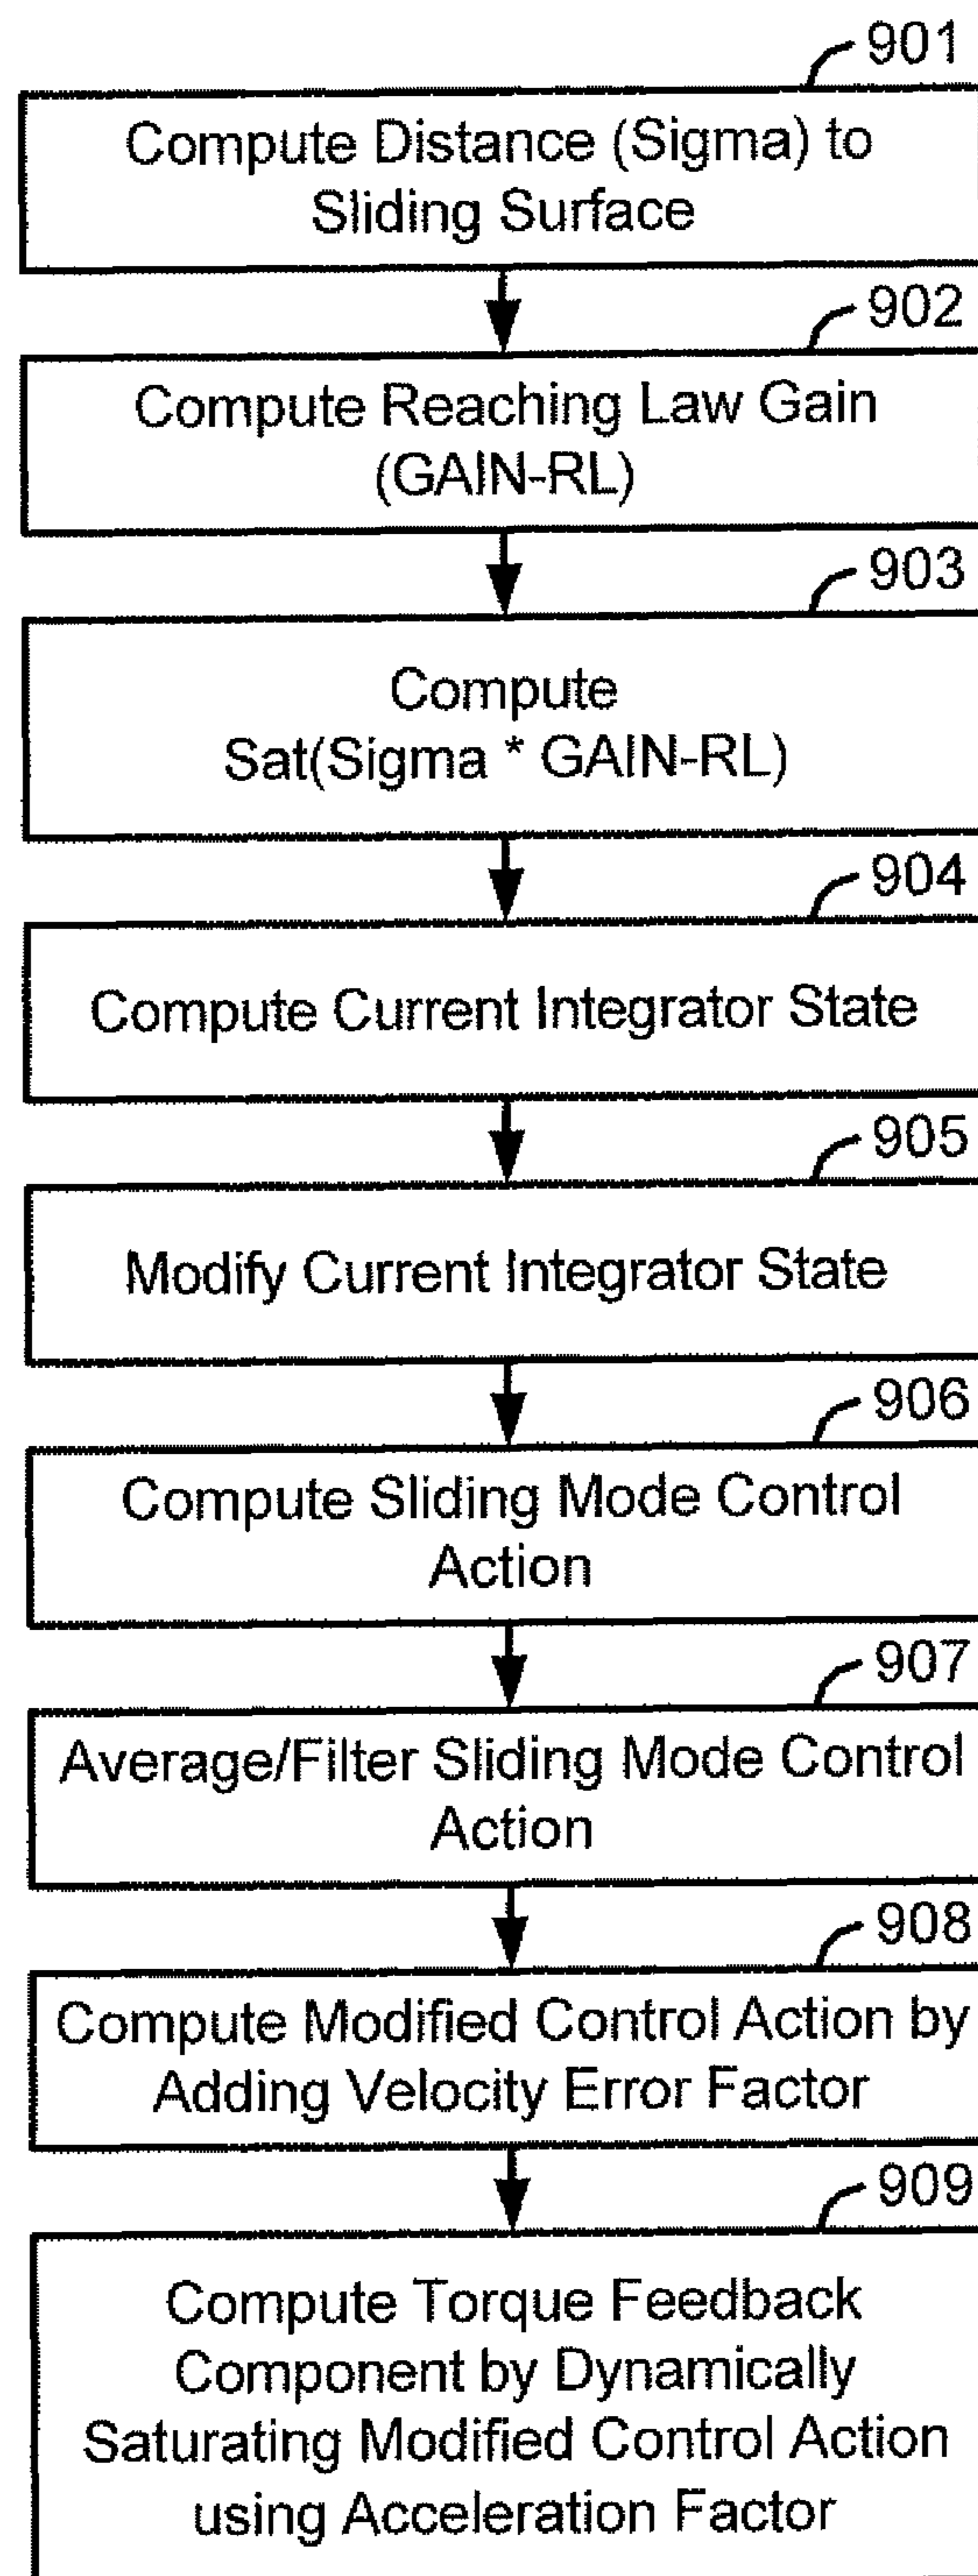 901
Compute Distance (Sigma) to
Sliding Surface
902
Compute Reaching Law Gain
(GAIN-RL)
903
Compute
Sat(Sigma * GAIN-RL)
904
Compute Current Integrator State
905
Modify Current Integrator State
906
Compute Sliding Mode Control
Action
907
Average/Filter Sliding Mode Control
Action
908
Compute Modified Control Action by
Adding Velocity Error Factor
909
Compute Torque Feedback
Component by Dynamically
Saturating Modified Control Action
using Acceleration Factor